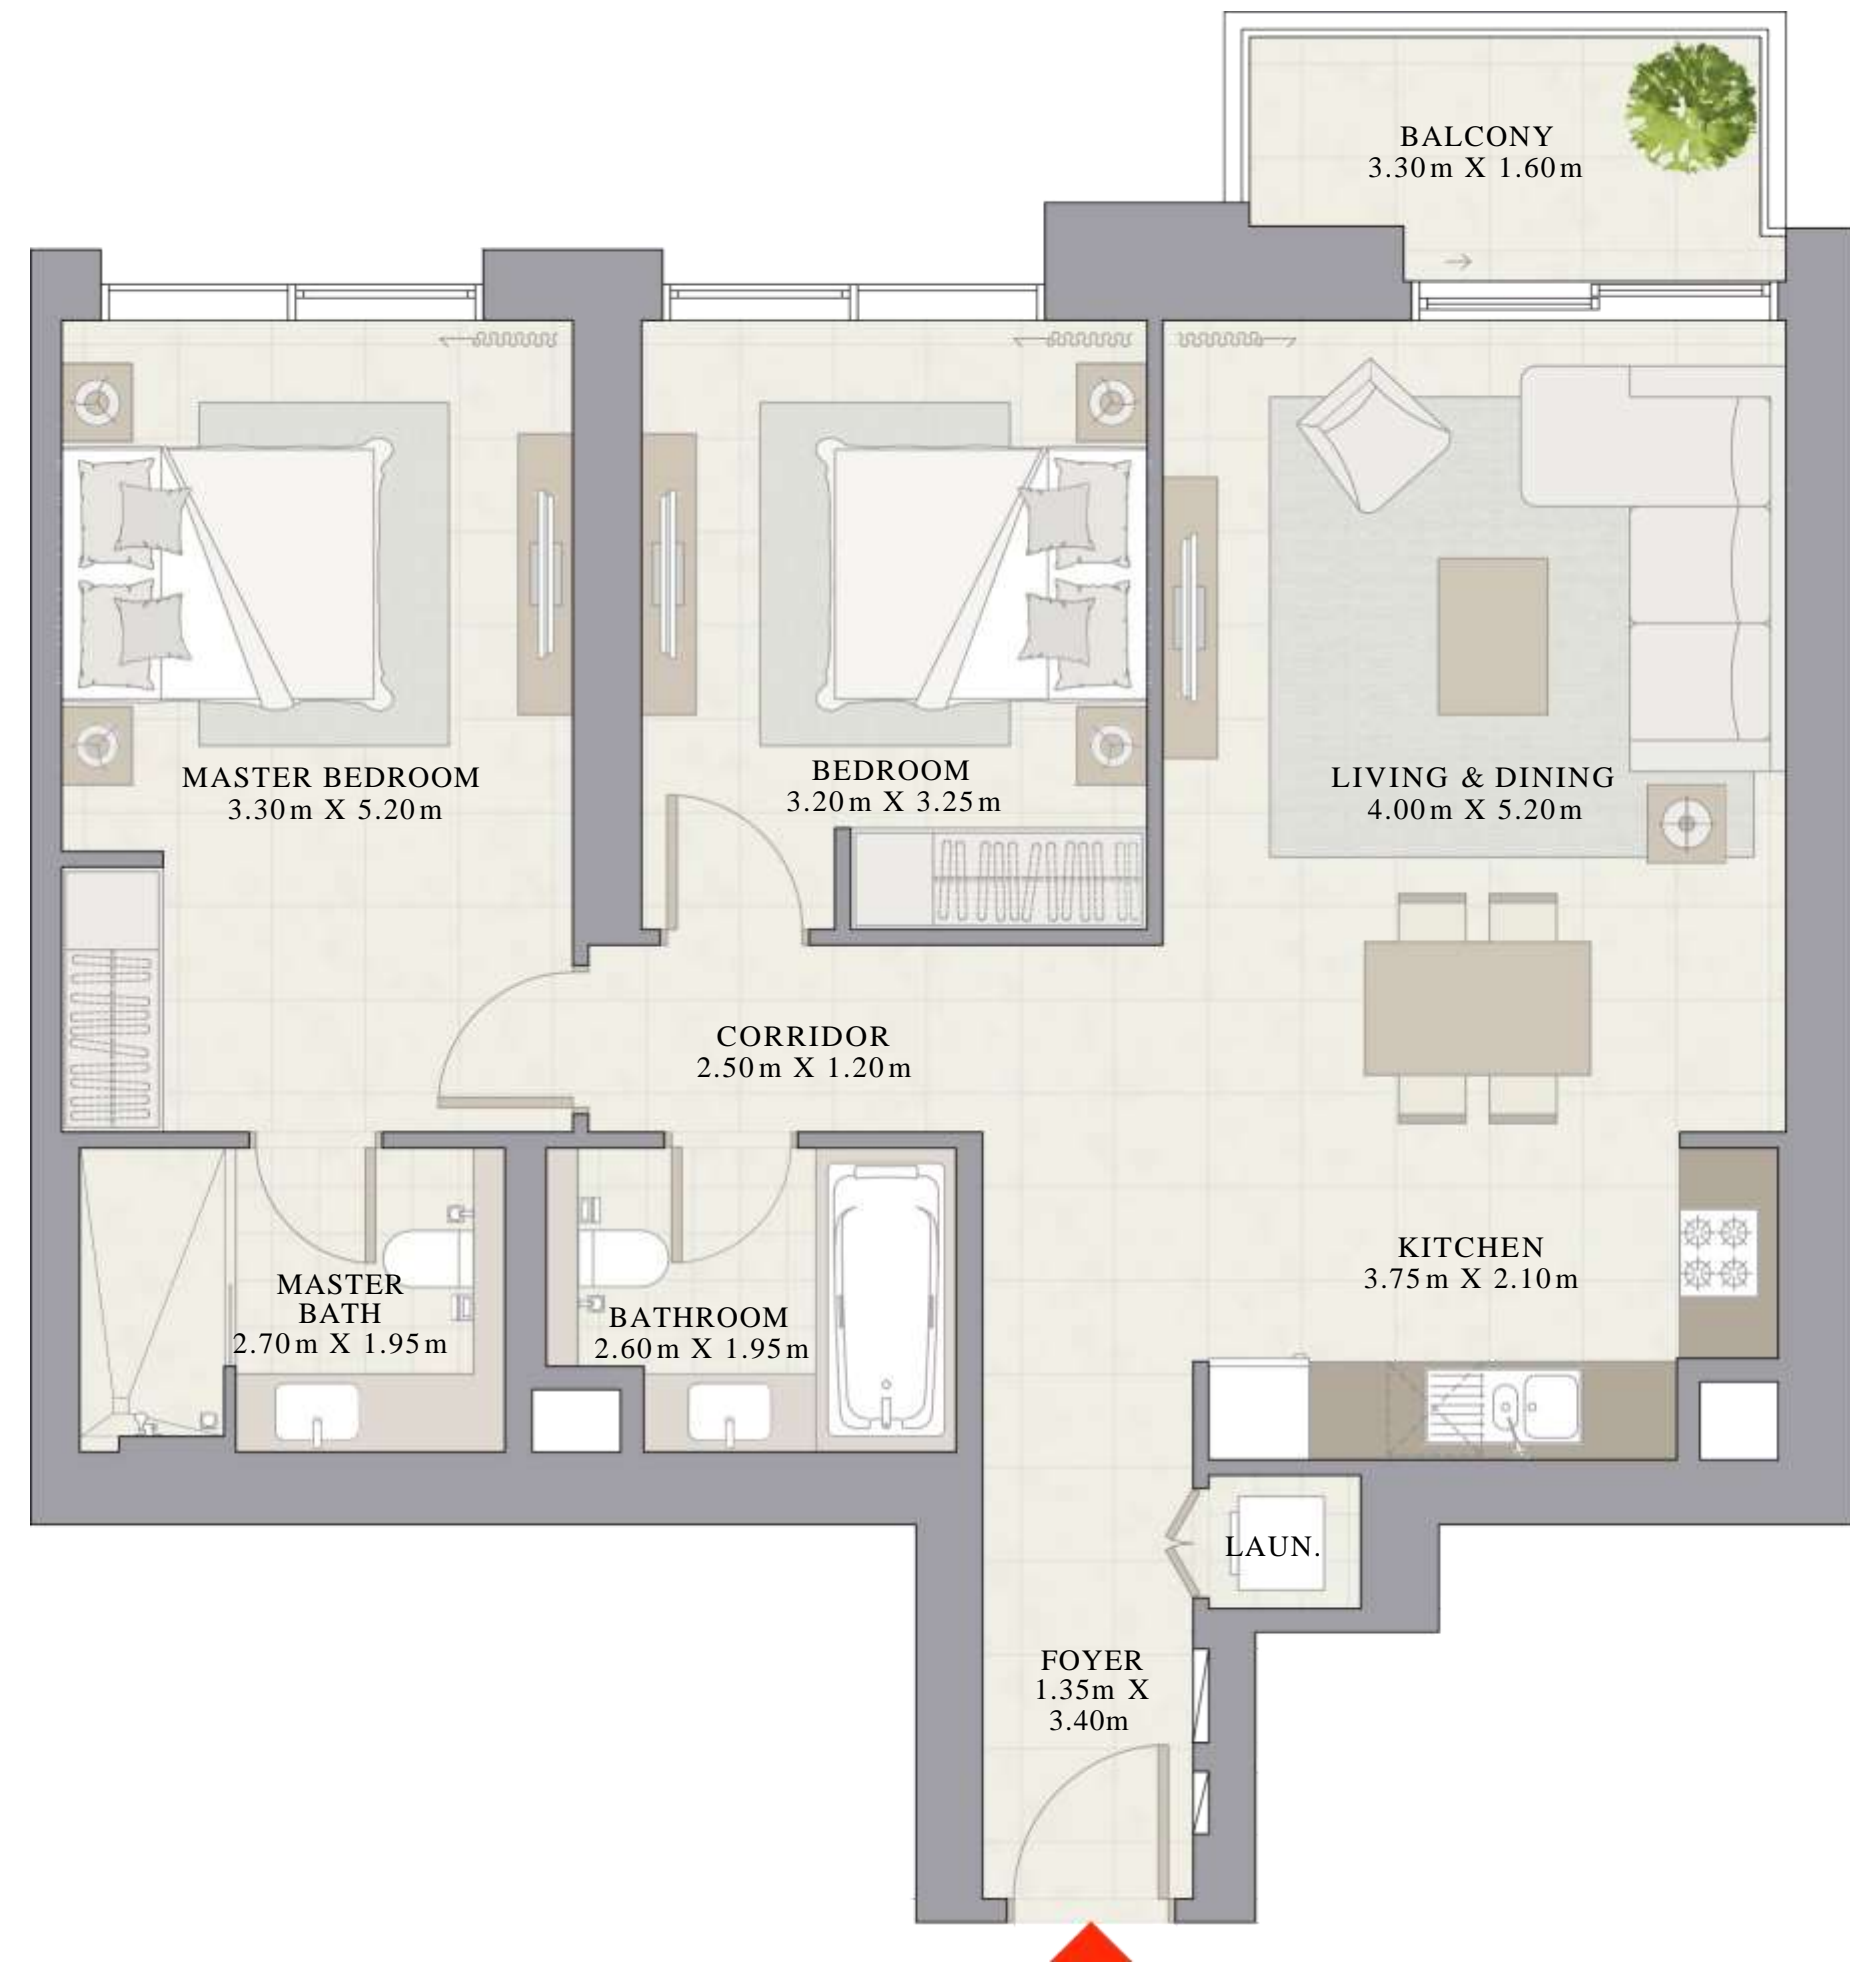 BALCONY
3.30m X 1.60m
MASTER BEDROOM
3.30m X 5.20m
BEDROOM
3.20m X 3.25m
LIVING & DINING
4.00m X 5.20m
CORRIDOR
2.50m X 1.20m
KITCHEN
3.75m X 2.10m
MASTER
BATH
2.70m X 1.95m
BATHROOM
2.60m X 1.95m
LAUN.
FOYER
1.35m X
3.40m